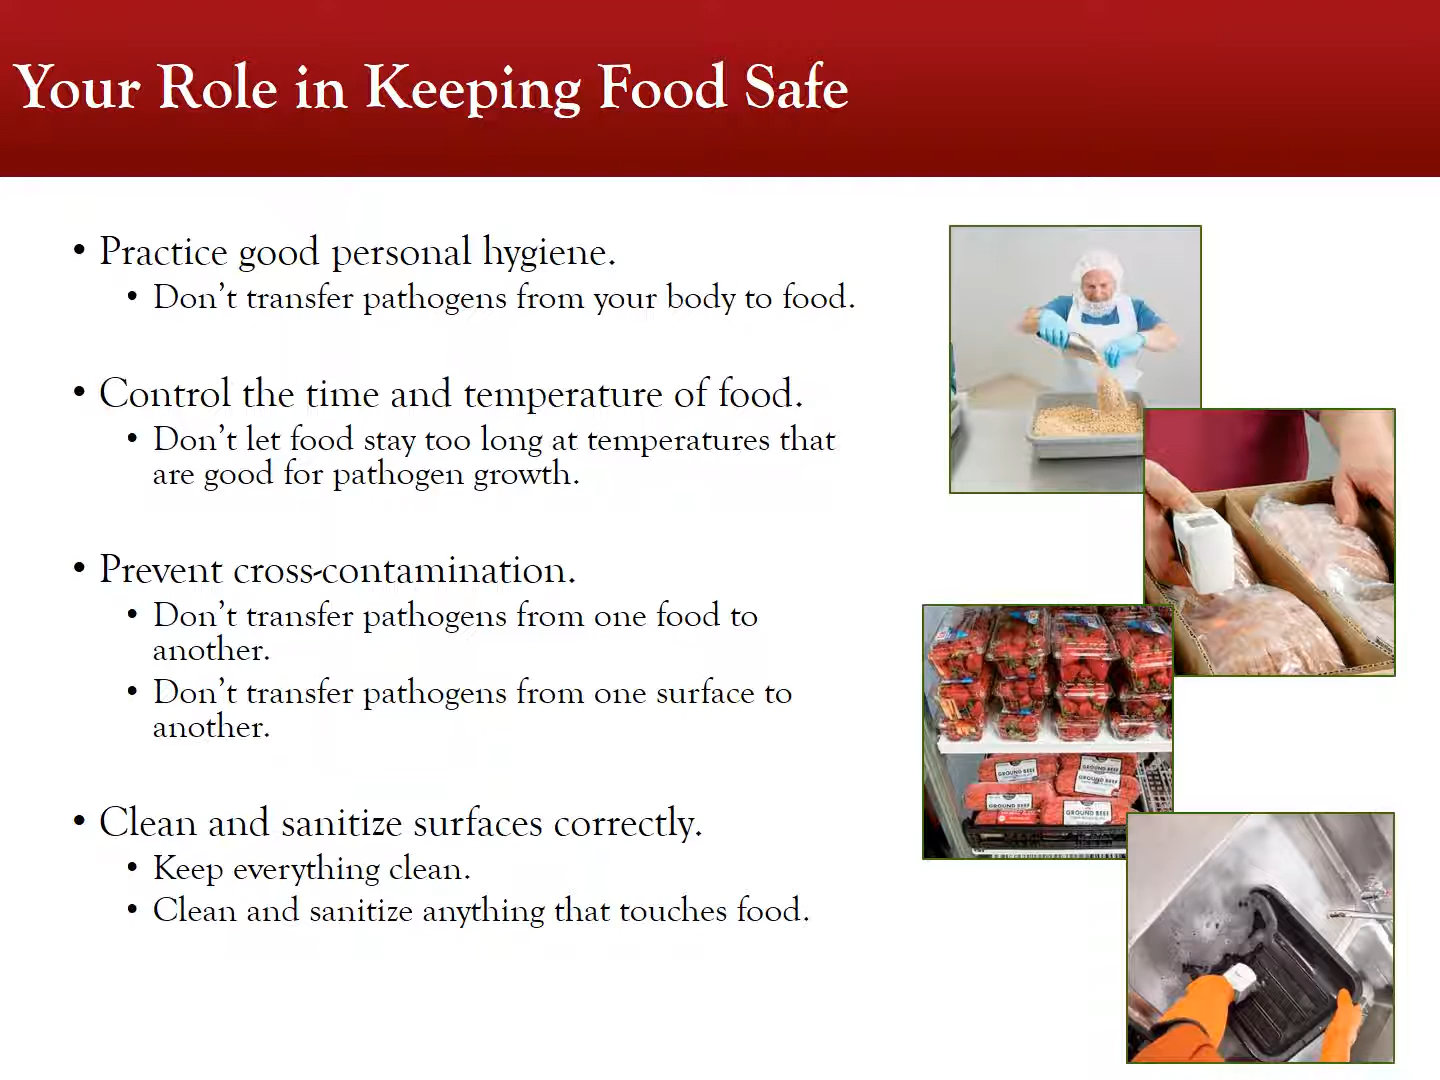 Your Role in Keeping Food Safe
• Practice good personal hygiene.
• Don't transfer pathogens from your body to food.
• Control the time and temperature of food.
• Don't let food stay too long at temperatures that
are good for pathogen growth.
• Prevent cross-contamination.
• Don't transfer pathogens from one food to
another.
• Don't transfer pathogens from one surface to
another.
• Clean and sanitize surfaces correctly.
• Keep everything clean.
• Clean and sanitize anything that touches food.
GROUND BEEF
GROUND BEEF
GROUND BEEF
GROUND BEEF
GROUND BEEF